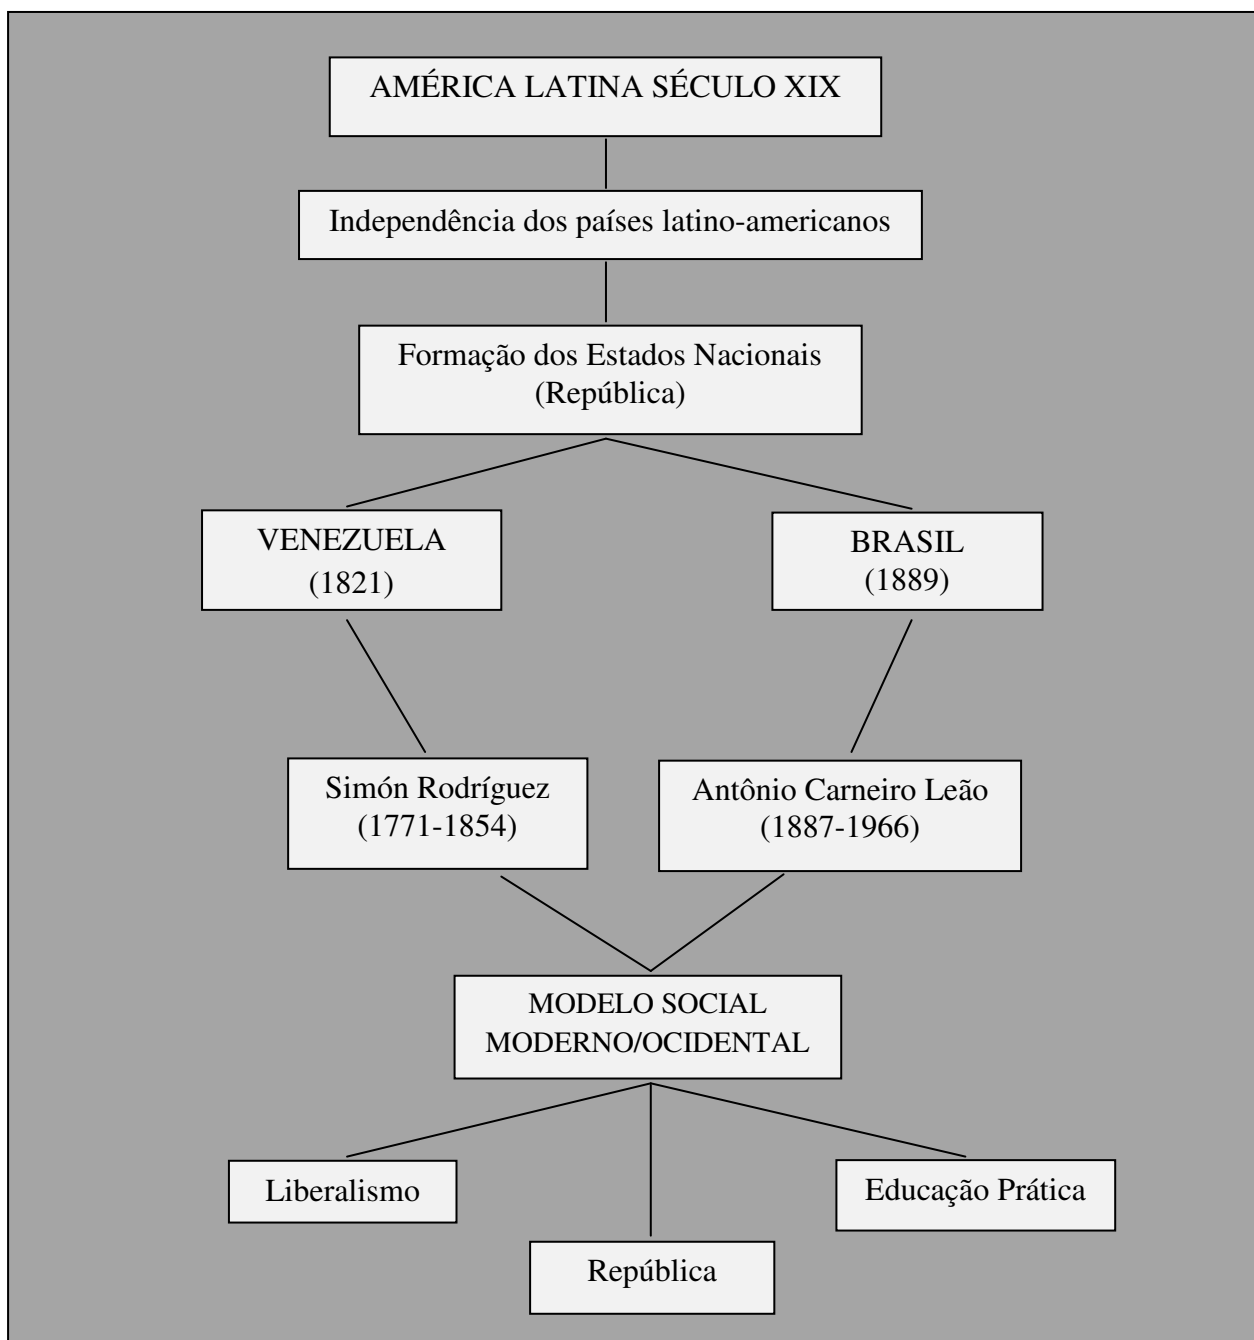 AMÉRICA LATINA SÉCULO XIX
Independência dos países latino-americanos
Formação dos Estados Nacionais
(República)
VENEZUELA
(1821)
BRASIL
(1889)
Simón Rodríguez
(1771-1854)
Antônio Carneiro Leão
(1887-1966)
MODELO SOCIAL
MODERNO/OCIDENTAL
Liberalismo
Educação Prática
República